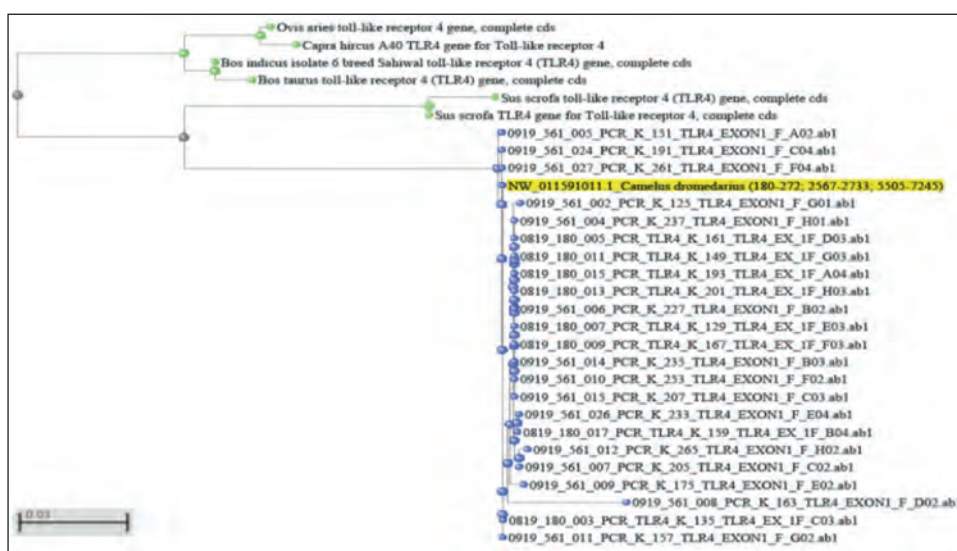 Ovis aries toll-like receptor 4 gene, complete cds
Capra hircus A40 TLR4 gene for Toll-like receptor 4
Bos indicus isolate 6 breed Sahiwal toll-like receptor 4 (TLR4) gene, complete cds
Bos taurus toll-like receptor 4 (TLR4) gene, complete cds
Sus scrofa toll-like receptor 4 (TLR4) gene, complete cds
Sus scrofa TLR4 gene for Toll-like receptor 4, complete cds
0919_561_005_PCR_K_151_TLR4_EXON1_F_A02.ab1
0919_561_024_PCR_K_191_TLR4_EXON1_F_C04.ab1
0919_561_027_PCR_K_261_TLR4_EXON1_F_F04.ab1
NW_011591011.1_Camelus dromedarius (180-272; 2567-2733; 5505-7245)
0919_561_002_PCR_K_125_TLR4_EXON1_F_G01.ab1
0919_561_004_PCR_K_237_TLR4_EXON1_F_H01.ab1
0819_180_005_PCR_TLR4_K_161_TLR4_EX_1F_D03.ab1
0819_180_011_PCR_TLR4_K_149_TLR4_EX_1F_G03.ab1
0819_180_015_PCR_TLR4_K_193_TLR4_EX_1F_A04.ab1
0819_180_013_PCR_TLR4_K_201_TLR4_EX_1F_H03.ab1
0919_561_006_PCR_K_227_TLR4_EXON1_F_B02.ab1
0819_180_007_PCR_TLR4_K_129_TLR4_EX_1F_E03.ab1
0819_180_009_PCR_TLR4_K_167_TLR4_EX_1F_F03.ab1
0919_561_014_PCR_K_235_TLR4_EXON1_F_B03.ab1
0919_561_010_PCR_K_253_TLR4_EXON1_F_F02.ab1
0919_561_015_PCR_K_207_TLR4_EXON1_F_C03.ab1
0919_561_026_PCR_K_233_TLR4_EXON1_F_E04.ab1
0819_180_017_PCR_TLR4_K_159_TLR4_EX_1F_B04.ab1
0919_561_012_PCR_K_265_TLR4_EXON1_F_H02.ab1
0919_561_007_PCR_K_205_TLR4_EXON1_F_C02.ab1
0919_561_009_PCR_K_175_TLR4_EXON1_F_E02.ab1
0919_561_008_PCR_K_163_TLR4_EXON1_F_D02.ab1
0.03
0819_180_003_PCR_TLR4_K_135_TLR4_EX_1F_C03.ab1
0919_561_011_PCR_K_157_TLR4_EXON1_F_G02.ab1